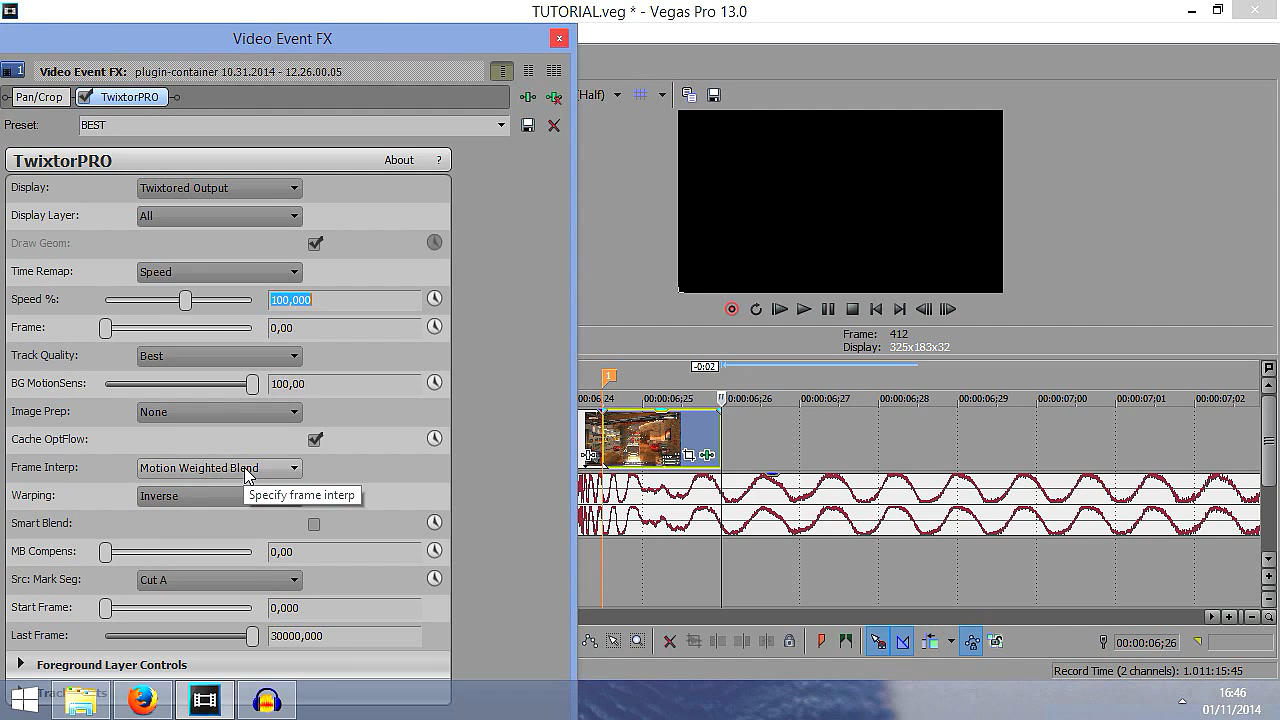 TUTORIAL.veg * - Vegas Pro 13.0
Video Event FX
1 Video Event FX: plugin-container 10.31.2014 - 12.26.00.05
Pan/Crop TwixtorPRO
Preset: BEST
TwixtorPRO About ?
Display: Twixtored Output
Display Layer: All
Draw Geom:
Time Remap: Speed
Speed %: 100,000
Frame: 0,00
Track Quality: Best
BG MotionSens: 100,00
Image Prep: None
Cache OptFlow:
Frame Interp: Motion Weighted Blend
Specify frame interp
Warping: Inverse
Smart Blend:
MB Compens: 0,00
Src: Mark Seg: Cut A
Start Frame: 0,000
Last Frame: 30000,000
Foreground Layer Controls
(Half)
Frame: 412
Display: 325x183x32
-0:02
1
00:00:06;24 00:00:06;25 00:00:06;26 00:00:06;27 00:00:06;28 00:00:06;29 00:00:07;00 00:00:07;01 00:00:07;02
00:00:06;26
Record Time (2 channels): 1.011:15:45
16:46
01/11/2014